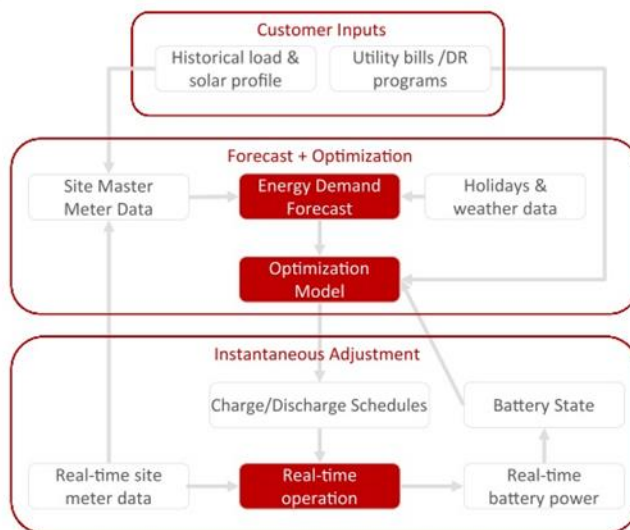 Customer Inputs
Historical load &
solar profile
Utility bills /DR
programs
Forecast + Optimization
Site Master
Meter Data
Energy Demand
Forecast
Holidays &
weather data
Optimization
Model
Instantaneous Adjustment
Charge/Discharge Schedules
Battery State
Real-time site
meter data
Real-time
operation
Real-time
battery power